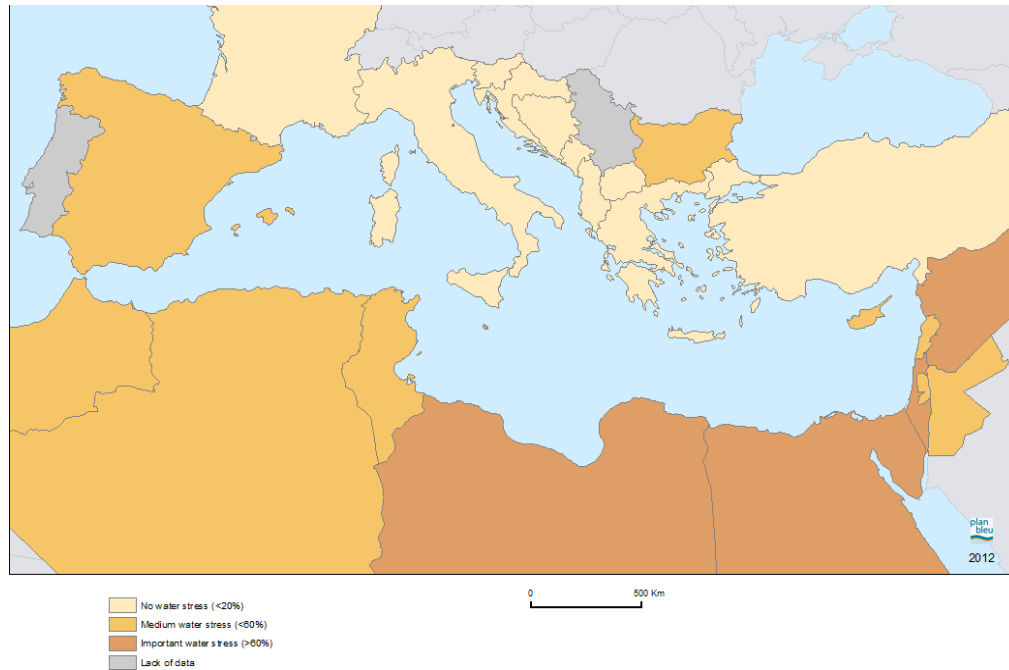 plan
bleu
2012
0 500 Km
No water stress (<20%)
Medium water stress (<60%)
Important water stress (>60%)
Lack of data